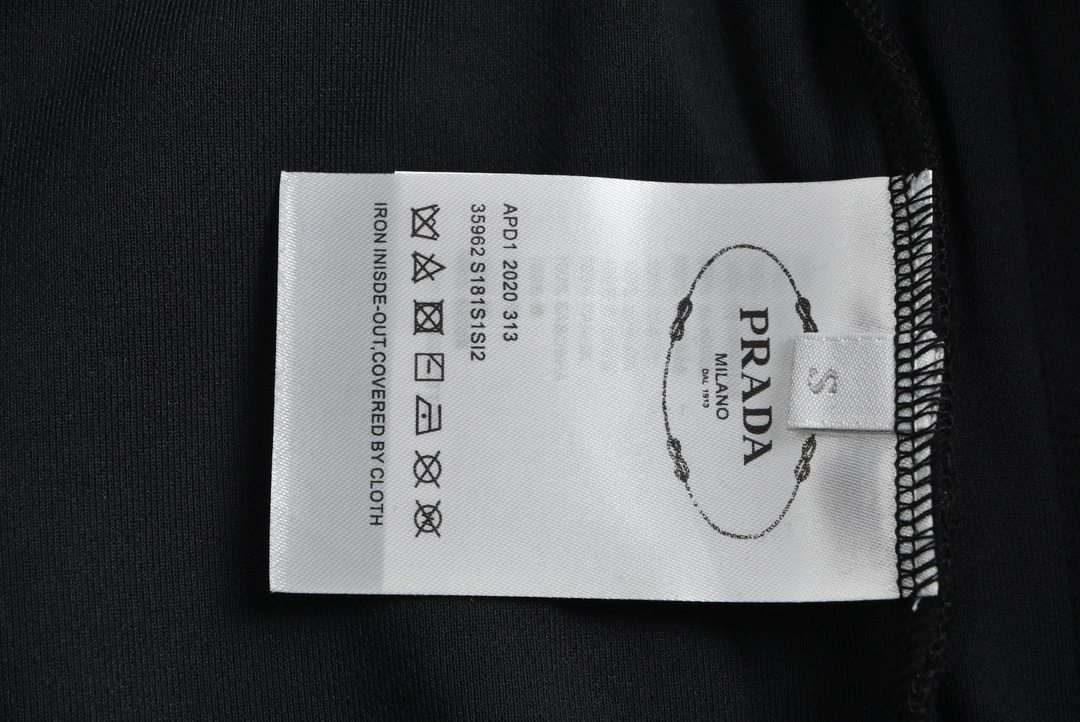 S
PRADA
MILANO
DAL 1913
APD1 2020 313
35962 S181S1SI2
IRON INISDE-OUT,COVERED BY CLOTH